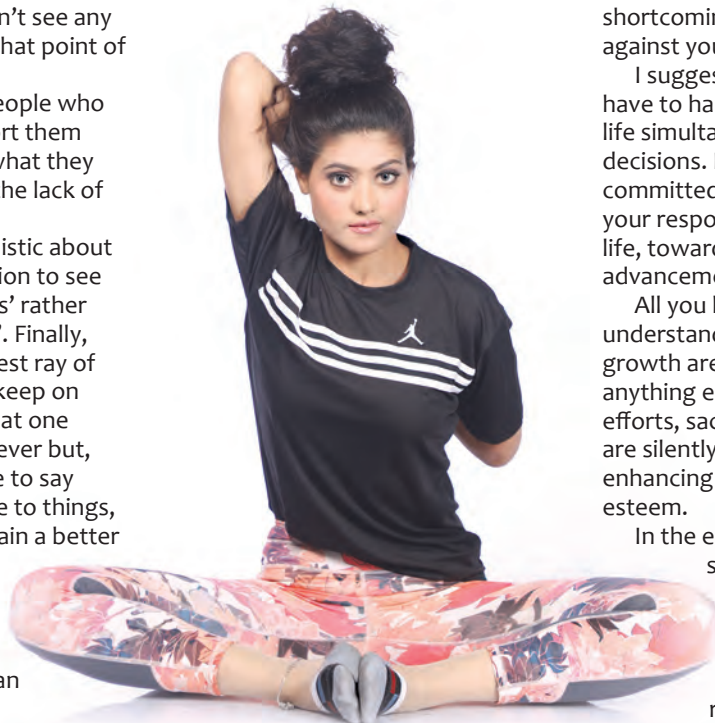 n’t see any
hat point of
eople who
ort them
what they
he lack of
istic about
ion to see
s’ rather
’. Finally,
est ray of
keep on
at one
ever but,
e to say
e to things,
ain a better
an
shortcomin
against you
I sugges
have to ha
life simulta
decisions.
committed
your respo
life, toward
advanceme
All you
understand
growth are
anything e
efforts, sac
are silently
enhancing
esteem.
In the e
s